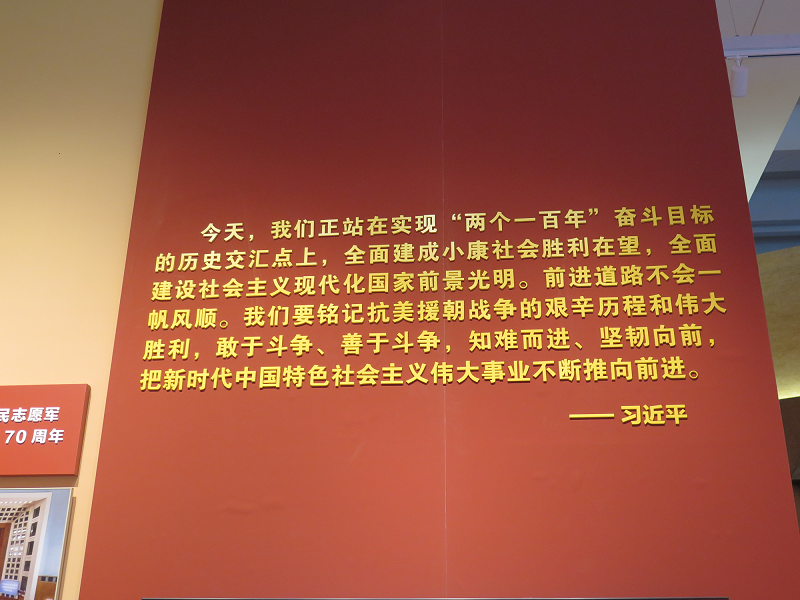 今天，我们正站在实现“两个一百年”奋斗目标
的历史交汇点上，全面建成小康社会胜利在望，全面
建设社会主义现代化国家前景光明。前进道路不会一
帆风顺。我们要铭记抗美援朝战争的艰辛历程和伟大
胜利，敢于斗争、善于斗争，知难而进、坚韧向前，
把新时代中国特色社会主义伟大事业不断推向前进。
—— 习近平
民志愿军
70周年